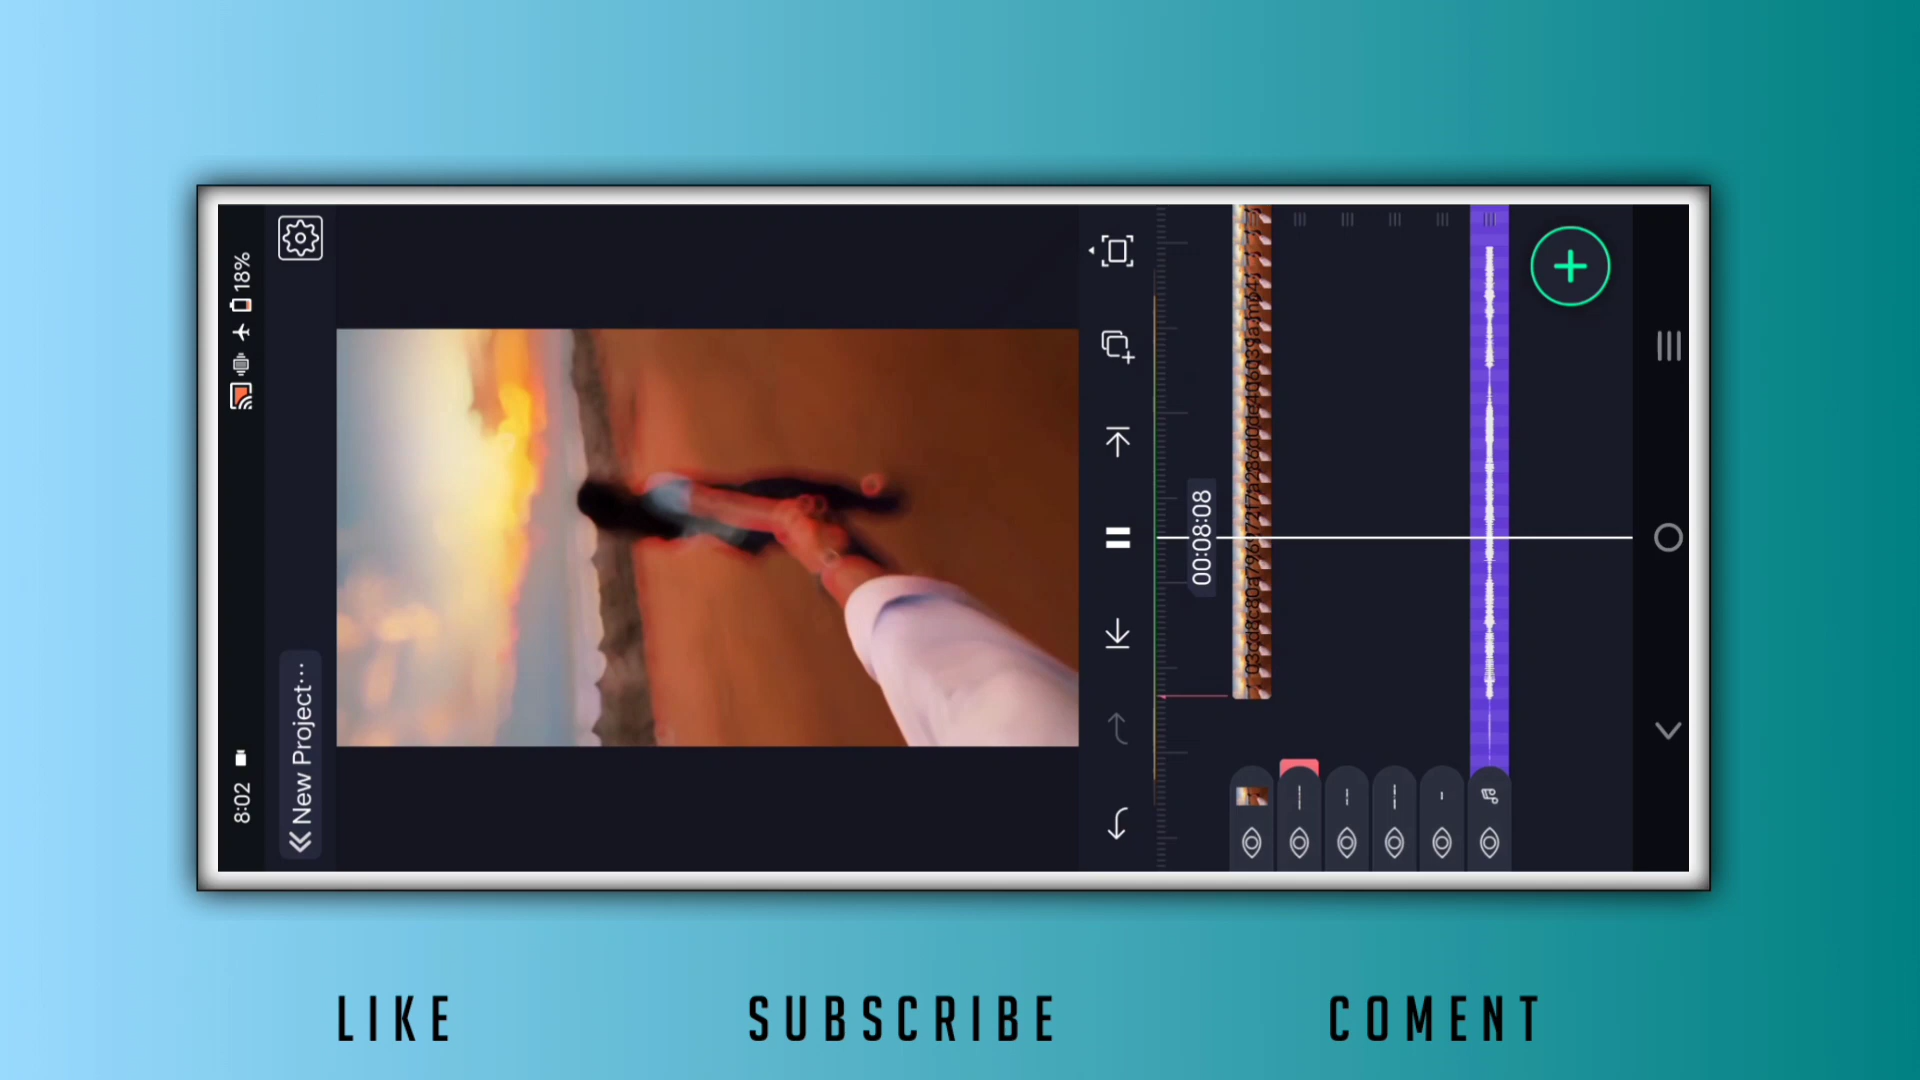 8:02
18%
New Project...
00:08:08
LIKE
SUBSCRIBE
COMENT